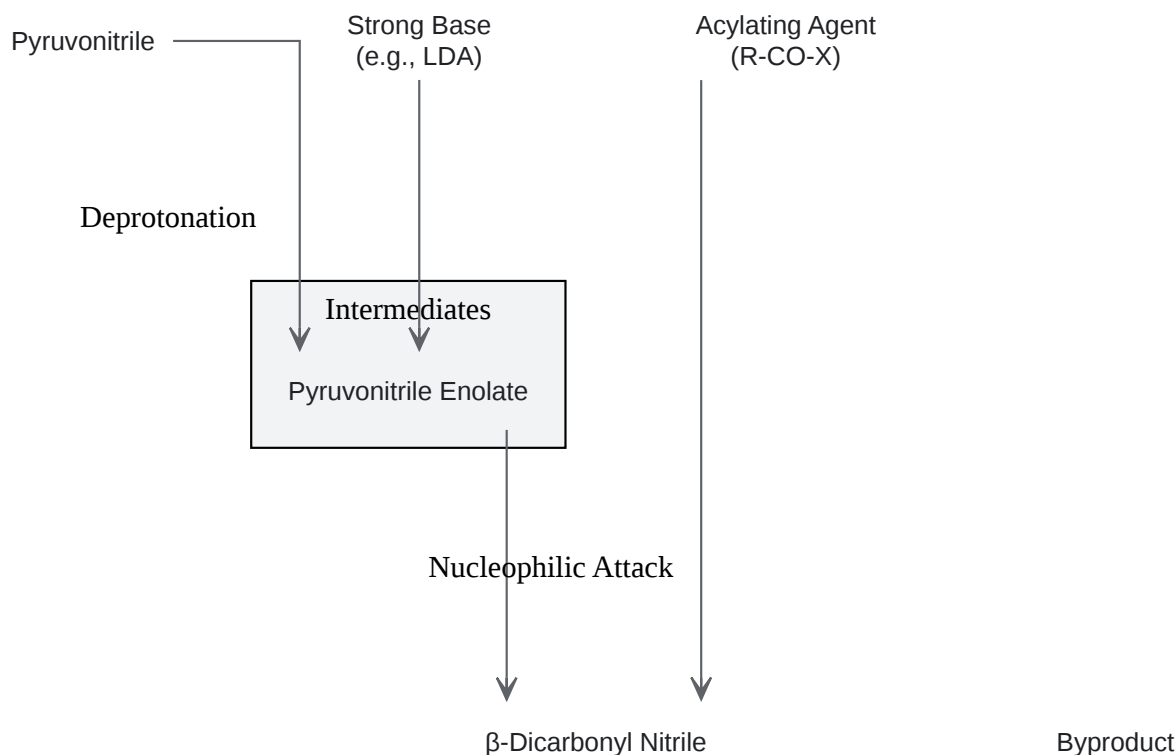 Pyruvonitrile
Strong Base
(e.g., LDA)
Acylating Agent
(R-CO-X)
Deprotonation
Intermediates
Pyruvonitrile Enolate
Nucleophilic Attack
β-Dicarbonyl Nitrile
Byproduct